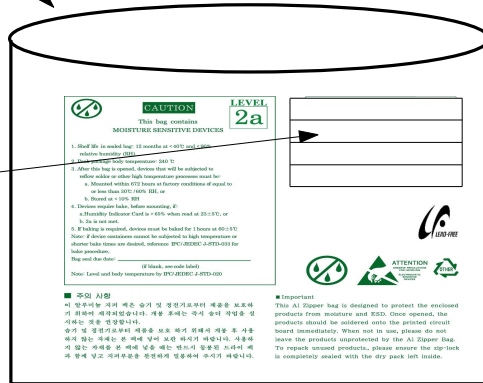 CAUTION
LEVEL
2a
This bag contains
MOISTURE SENSITIVE DEVICES
1. Shelf life in sealed bag: 12 months at <40℃ and <90%
relative humidity (RH)
2. Peak package body temperature: 240 ℃
3. After this bag is opened, devices that will be subjected to
reflow solder or other high temperature processes must be:
a. Mounted within 672 hours at factory conditions of equal to
or less than 30℃/60% RH, or
b. Stored at <10% RH
4. Devices require bake, before mounting, if:
a.Humidity Indicator Card is >65% when read at 23±5℃, or
b. 2a is not met.
5. If baking is required, devices must be baked for 1 hours at 60±5℃
Note: if device containers cannot be subjected to high temperature or
shorter bake times are desired, reference IPC/JEDEC J-STD-033 for
bake procedure.
Bag seal due date:
(if blank, see code label)
Note: Level and body temperature by IPC/JEDEC J-STD-020
LEAD-FREE
ATTENTION
OTHER
■ 주의 사항
이 알루미늄 지퍼 백은 습기 및 정전기로부터 제품을 보호하
기 위하여 제작되었습니다. 개봉 후에는 즉시 솔더 작업을 실
시하는 것을 권장합니다.
습기 및 정전기로부터 제품을 보호 하기 위해서 개봉 후 사용
하지 않는 자재는 본 팩에 넣어 보관 하시기 바랍니다. 사용하
지 않는 자재를 본 팩에 넣을 때는 반드시 동봉된 드라이 팩
과 함께 넣고 지퍼부분을 완전하게 밀봉하여 주시기 바랍니다.
■ Important
This Al Zipper bag is designed to protect the enclosed
products from moisture and ESD. Once opened, the
products should be soldered onto the printed circuit
board immediately. When not in use, please do not
leave the products unprotected by the Al Zipper Bag.
To repack unused products, please ensure the zip-lock
is completely sealed with the dry pack left inside.